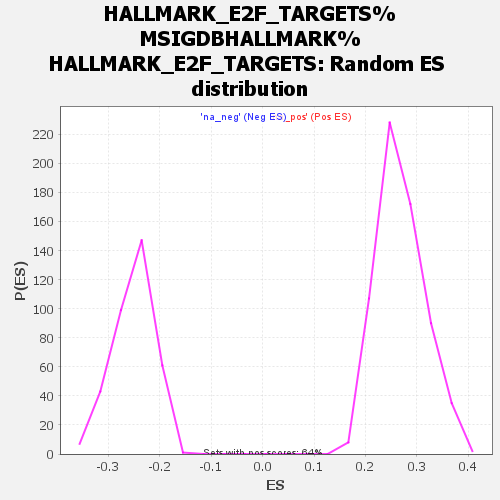 HALLMARK_E2F_TARGETS%
MSIGDBHALLMARK%
HALLMARK_E2F_TARGETS: Random ES
distribution
'na_neg' (Neg ES)_pos' (Pos ES)
220
200
180
160
140
120
100
80
60
40
20
0
P(ES)
Sets with pos scores: 64%
-0.3 -0.2 -0.1 0.0 0.1 0.2 0.3 0.4
ES